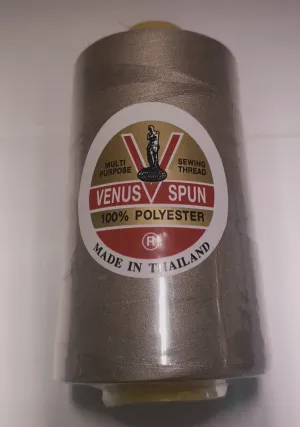 MULTI PURPOSE
SEWING THREAD
VENUS SPUN
100% POLYESTER
R
MADE IN THAILAND